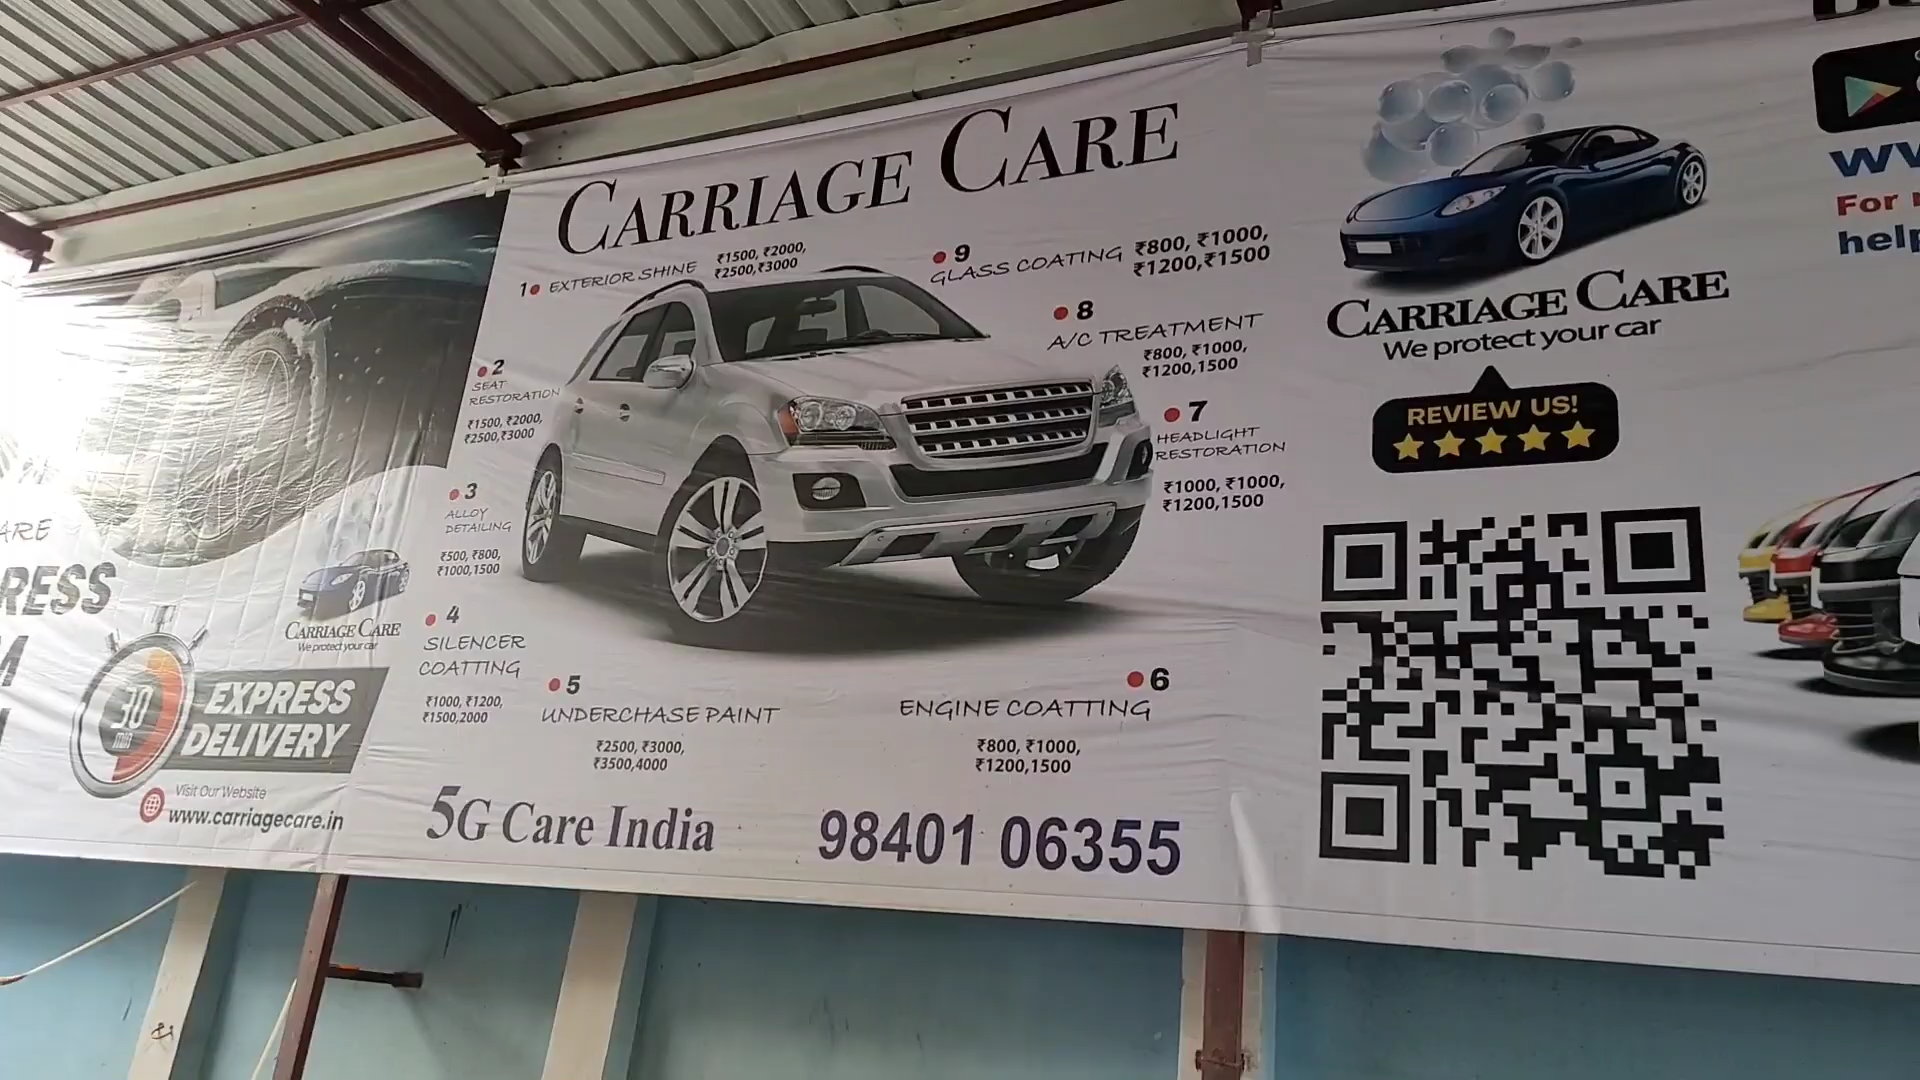 ARE
RESS
30
min
EXPRESS
DELIVERY
Visit Our Website
www.carriagecare.in
CARRIAGE CARE
We protect your car
CARRIAGE CARE
1 EXTERIOR SHINE
₹1500, ₹2000,
₹2500,₹3000
2
SEAT
RESTORATION
₹1500, ₹2000,
₹2500,₹3000
3
ALLOY
DETAILING
₹500, ₹800,
₹1000,1500
4
SILENCER
COATTING
₹1000, ₹1200,
₹1500,2000
5
UNDERCHASE PAINT
₹2500, ₹3000,
₹3500,4000
6
ENGINE COATTING
₹800, ₹1000,
₹1200,1500
7
HEADLIGHT
RESTORATION
₹1000, ₹1000,
₹1200,1500
8
A/C TREATMENT
₹800, ₹1000,
₹1200,1500
9
GLASS COATING
₹800, ₹1000,
₹1200,₹1500
5G Care India
98401 06355
CARRIAGE CARE
We protect your car
REVIEW US!
For
help